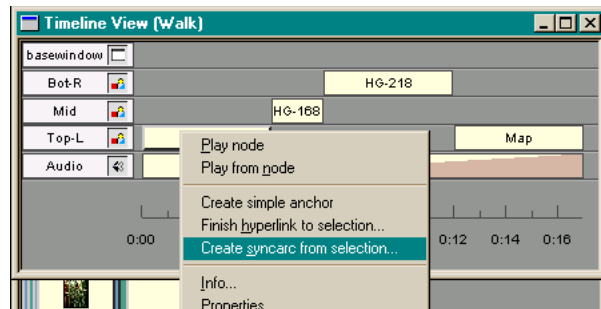 Timeline View (Walk)
basewindow
Bot-R
HG-218
Mid
HG-168
Top-L
Map
Audio
Play node
Play from node
Create simple anchor
Finish hyperlink to selection...
Create syncarc from selection...
Info...
Properties
0:00
0:12
0:14
0:16